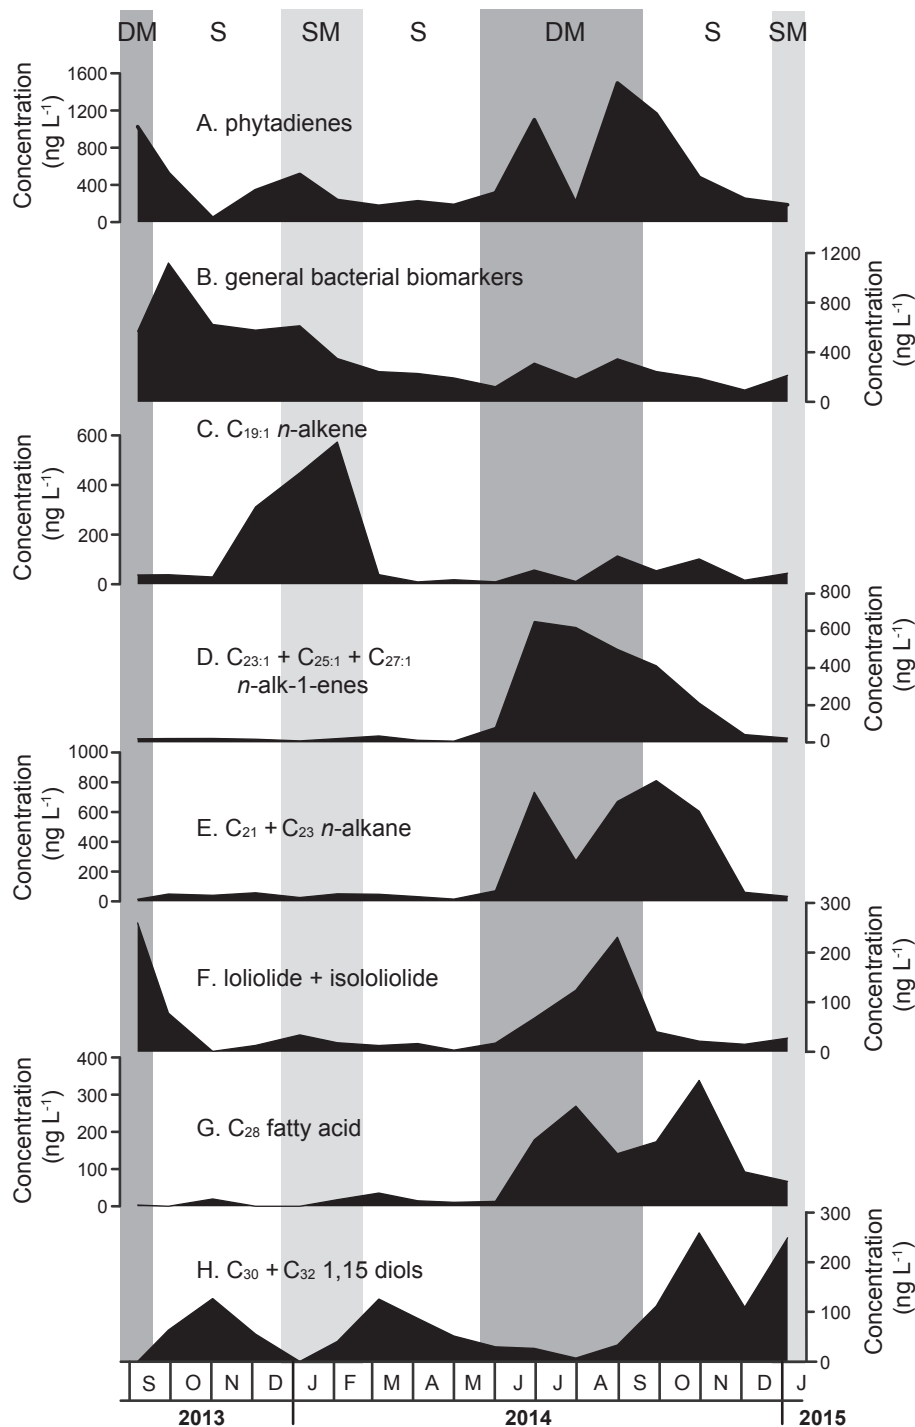 DM S SM S DM S SM
Concentration (ng L⁻¹)
1600
1200
800
400
0
A. phytadienes
B. general bacterial biomarkers
1200
800
400
0
Concentration (ng L⁻¹)
Concentration (ng L⁻¹)
600
400
200
0
C. C₁₉:₁ n-alkene
D. C₂₃:₁ + C₂₅:₁ + C₂₇:₁
n-alk-1-enes
800
600
400
200
0
Concentration (ng L⁻¹)
Concentration (ng L⁻¹)
1000
800
600
400
200
0
E. C₂₁ + C₂₃ n-alkane
F. loliolide + isololiolide
300
200
100
0
Concentration (ng L⁻¹)
Concentration (ng L⁻¹)
400
300
200
100
0
G. C₂₈ fatty acid
H. C₃₀ + C₃₂ 1,15 diols
300
200
100
0
Concentration (ng L⁻¹)
S O N D J F M A M J J A S O N D J
2013 2014 2015